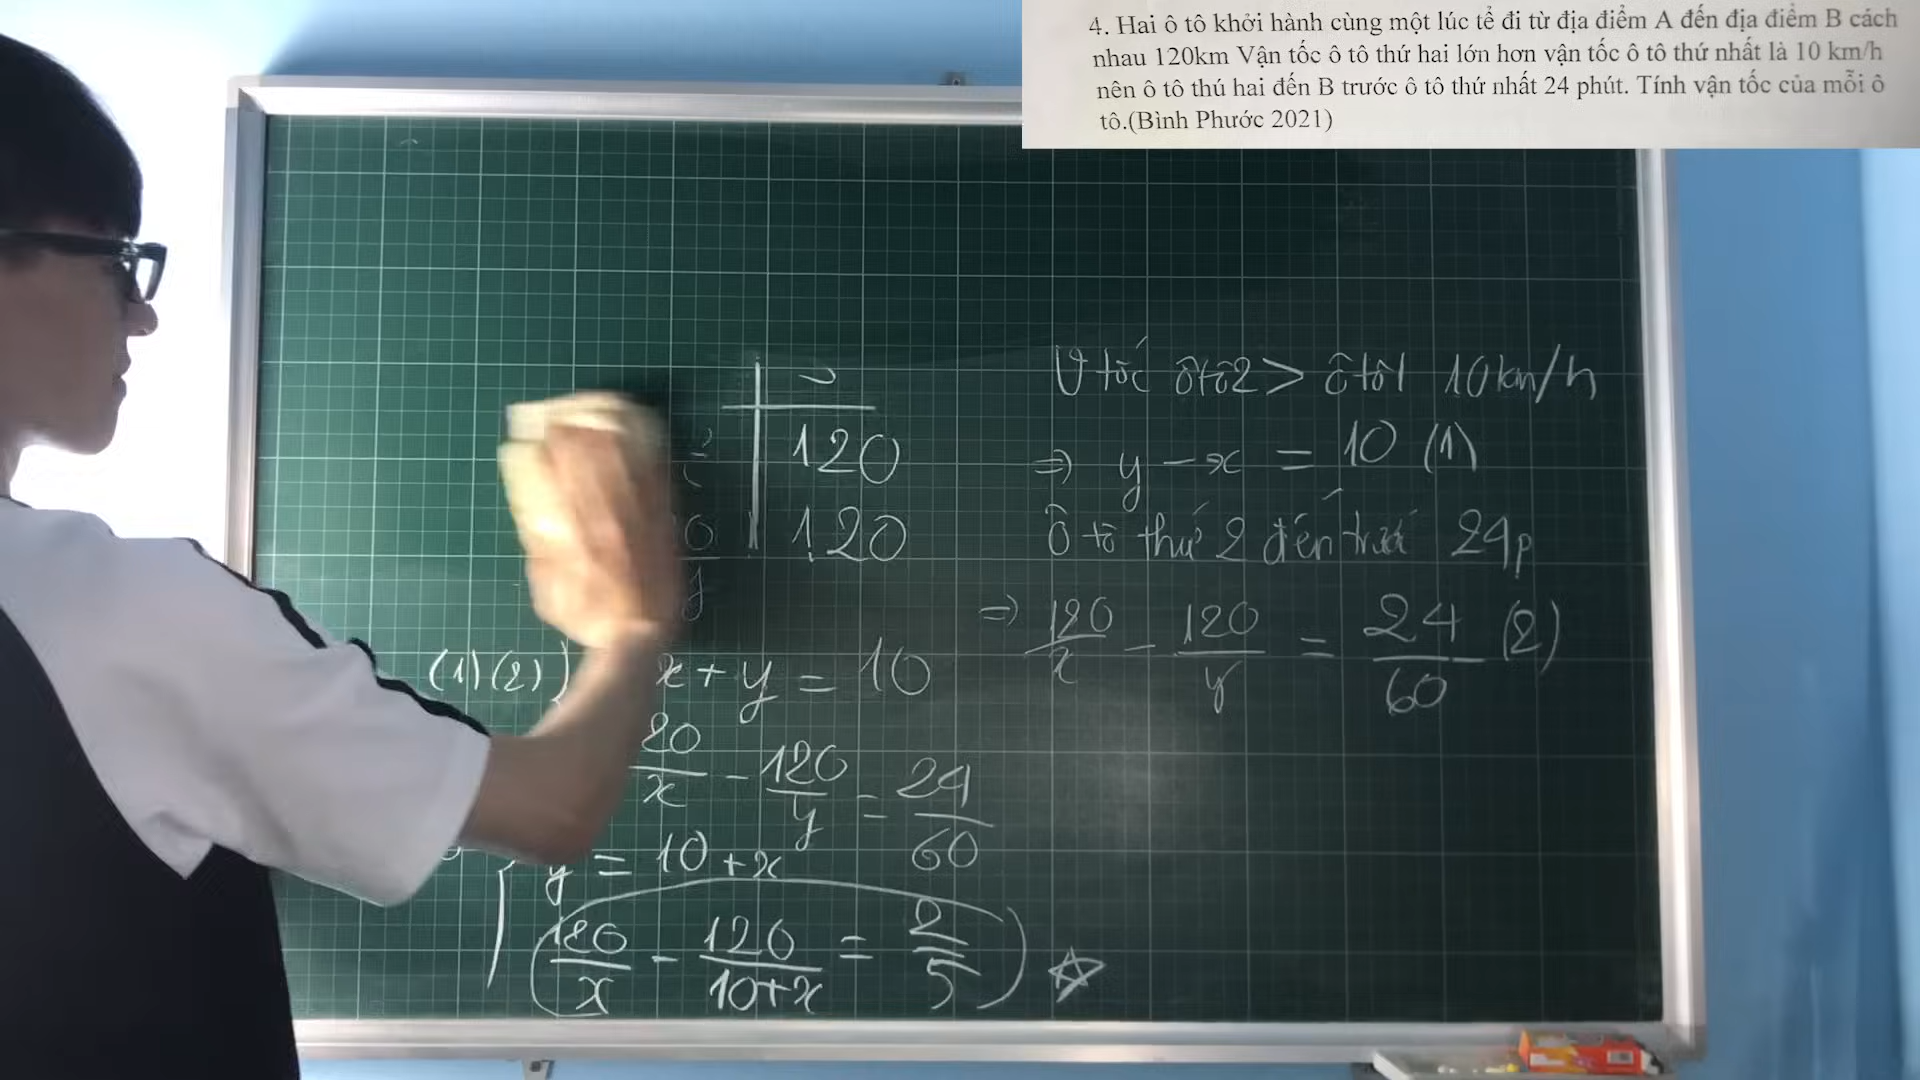 4. Hai ô tô khởi hành cùng một lúc tể đi từ địa điểm A đến địa điểm B cách
nhau 120km Vận tốc ô tô thứ hai lớn hơn vận tốc ô tô thứ nhất là 10 km/h
nên ô tô thú hai đến B trước ô tô thứ nhất 24 phút. Tính vận tốc của mỗi ô
tô.(Bình Phước 2021)
120
120
y
(1)(2)
x + y = 10
20/x - 120/y = 24/60
y = 10 + x
120/x - 120/10+x = 2/5 ☆
V tốc ôtô2 > ôtô1 10km/h
=> y - x = 10 (1)
Ô tô thứ 2 đến trước 24p
=> 120/x - 120/y = 24/60 (2)